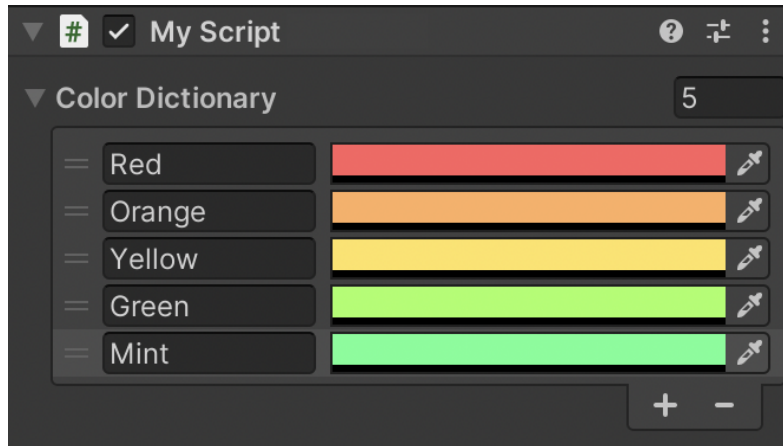 # My Script
Color Dictionary 5
Red
Orange
Yellow
Green
Mint